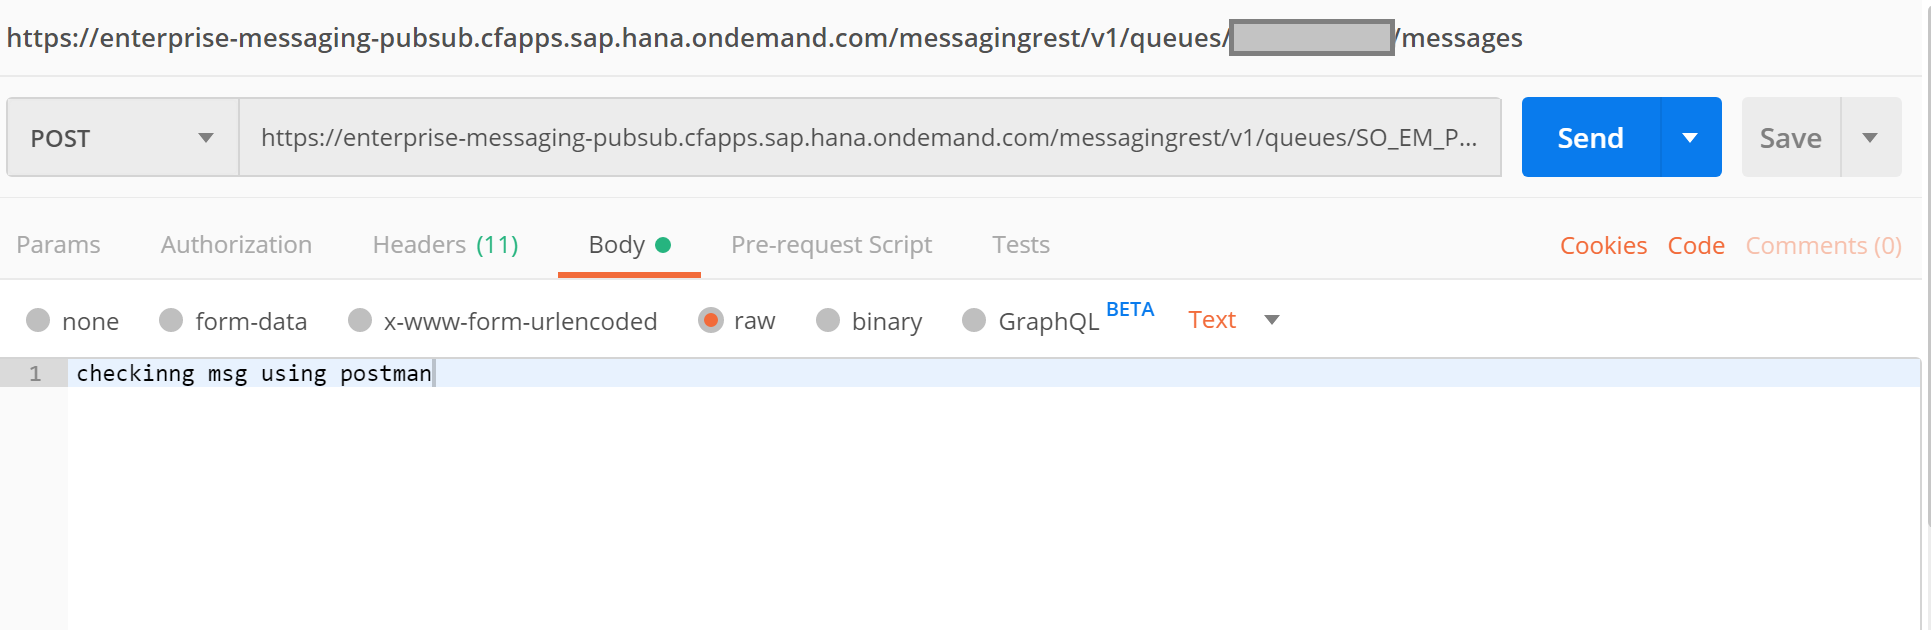 https://enterprise-messaging-pubsub.cfapps.sap.hana.ondemand.com/messagingrest/v1/queues/ /messages
POST https://enterprise-messaging-pubsub.cfapps.sap.hana.ondemand.com/messagingrest/v1/queues/SO_EM_P... Send Save
Params Authorization Headers (11) Body Pre-request Script Tests Cookies Code Comments (0)
none form-data x-www-form-urlencoded raw binary GraphQL BETA Text
1 checkinng msg using postman